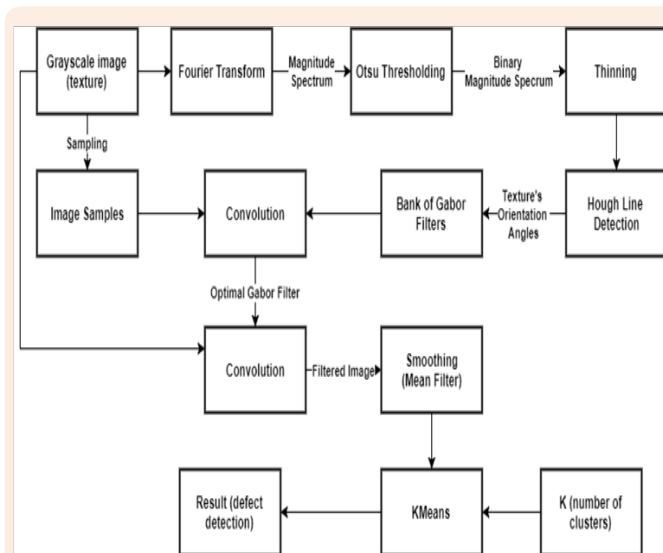 Grayscale image
(texture)
Fourier Transform
Magnitude
Spectrum
Otsu Thresholding
Binary
Magnitude Specrum
Thinning
Sampling
Image Samples
Convolution
Bank of Gabor
Filters
Texture's
Orientation
Angles
Hough Line
Detection
Optimal Gabor Filter
Convolution
Filtered Image
Smoothing
(Mean Filter)
Result (defect
detection)
KMeans
K (number of
clusters)